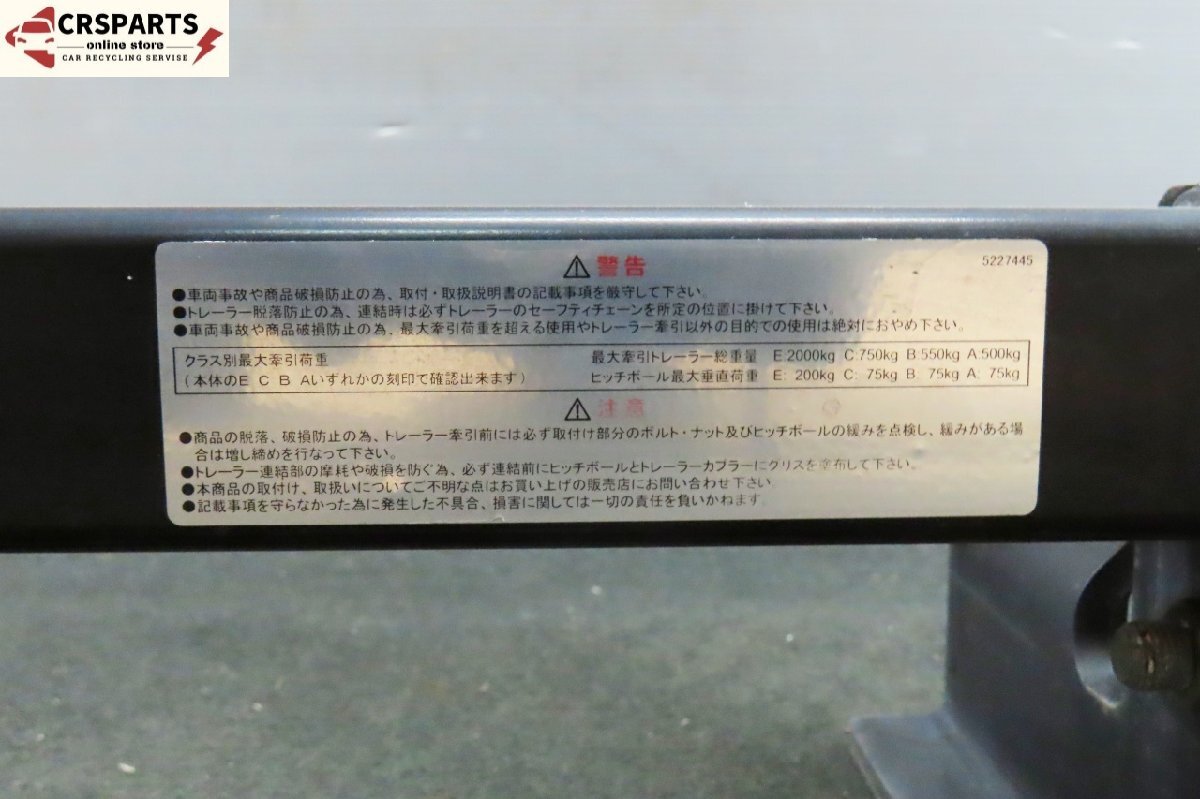 CRSPARTS
online store
CAR RECYCLING SERVISE
⚠警告
5227445
●車両事故や商品破損防止の為、取付・取扱説明書の記載事項を厳守して下さい。
●トレーラー脱落防止の為、連結時は必ずトレーラーのセーフティチェーンを所定の位置に掛けて下さい。
●車両事故や商品破損防止の為、最大牽引荷重を超える使用やトレーラー牽引以外の目的での使用は絶対におやめ下さい。
クラス別最大牽引荷重 最大牽引トレーラー総重量 E:2000kg C:750kg B:550kg A:500kg
(本体のE C B Aいずれかの刻印で確認出来ます) ヒッチボール最大垂直荷重 E: 200kg C: 75kg B: 75kg A: 75kg
⚠注意
●商品の脱落、破損防止の為、トレーラー牽引前には必ず取付け部分のボルト・ナット及びヒッチボールの緩みを点検し、緩みがある場
合は増し締めを行なって下さい。
●トレーラー連結部の摩耗や破損を防ぐ為、必ず連結前にヒッチボールとトレーラーカプラーにグリスを塗布して下さい。
●本商品の取付け、取扱いについてご不明な点はお買い上げの販売店にお問い合わせ下さい
●記載事項を守らなかった為に発生した不具合、損害に関しては一切の責任を負いかねます。